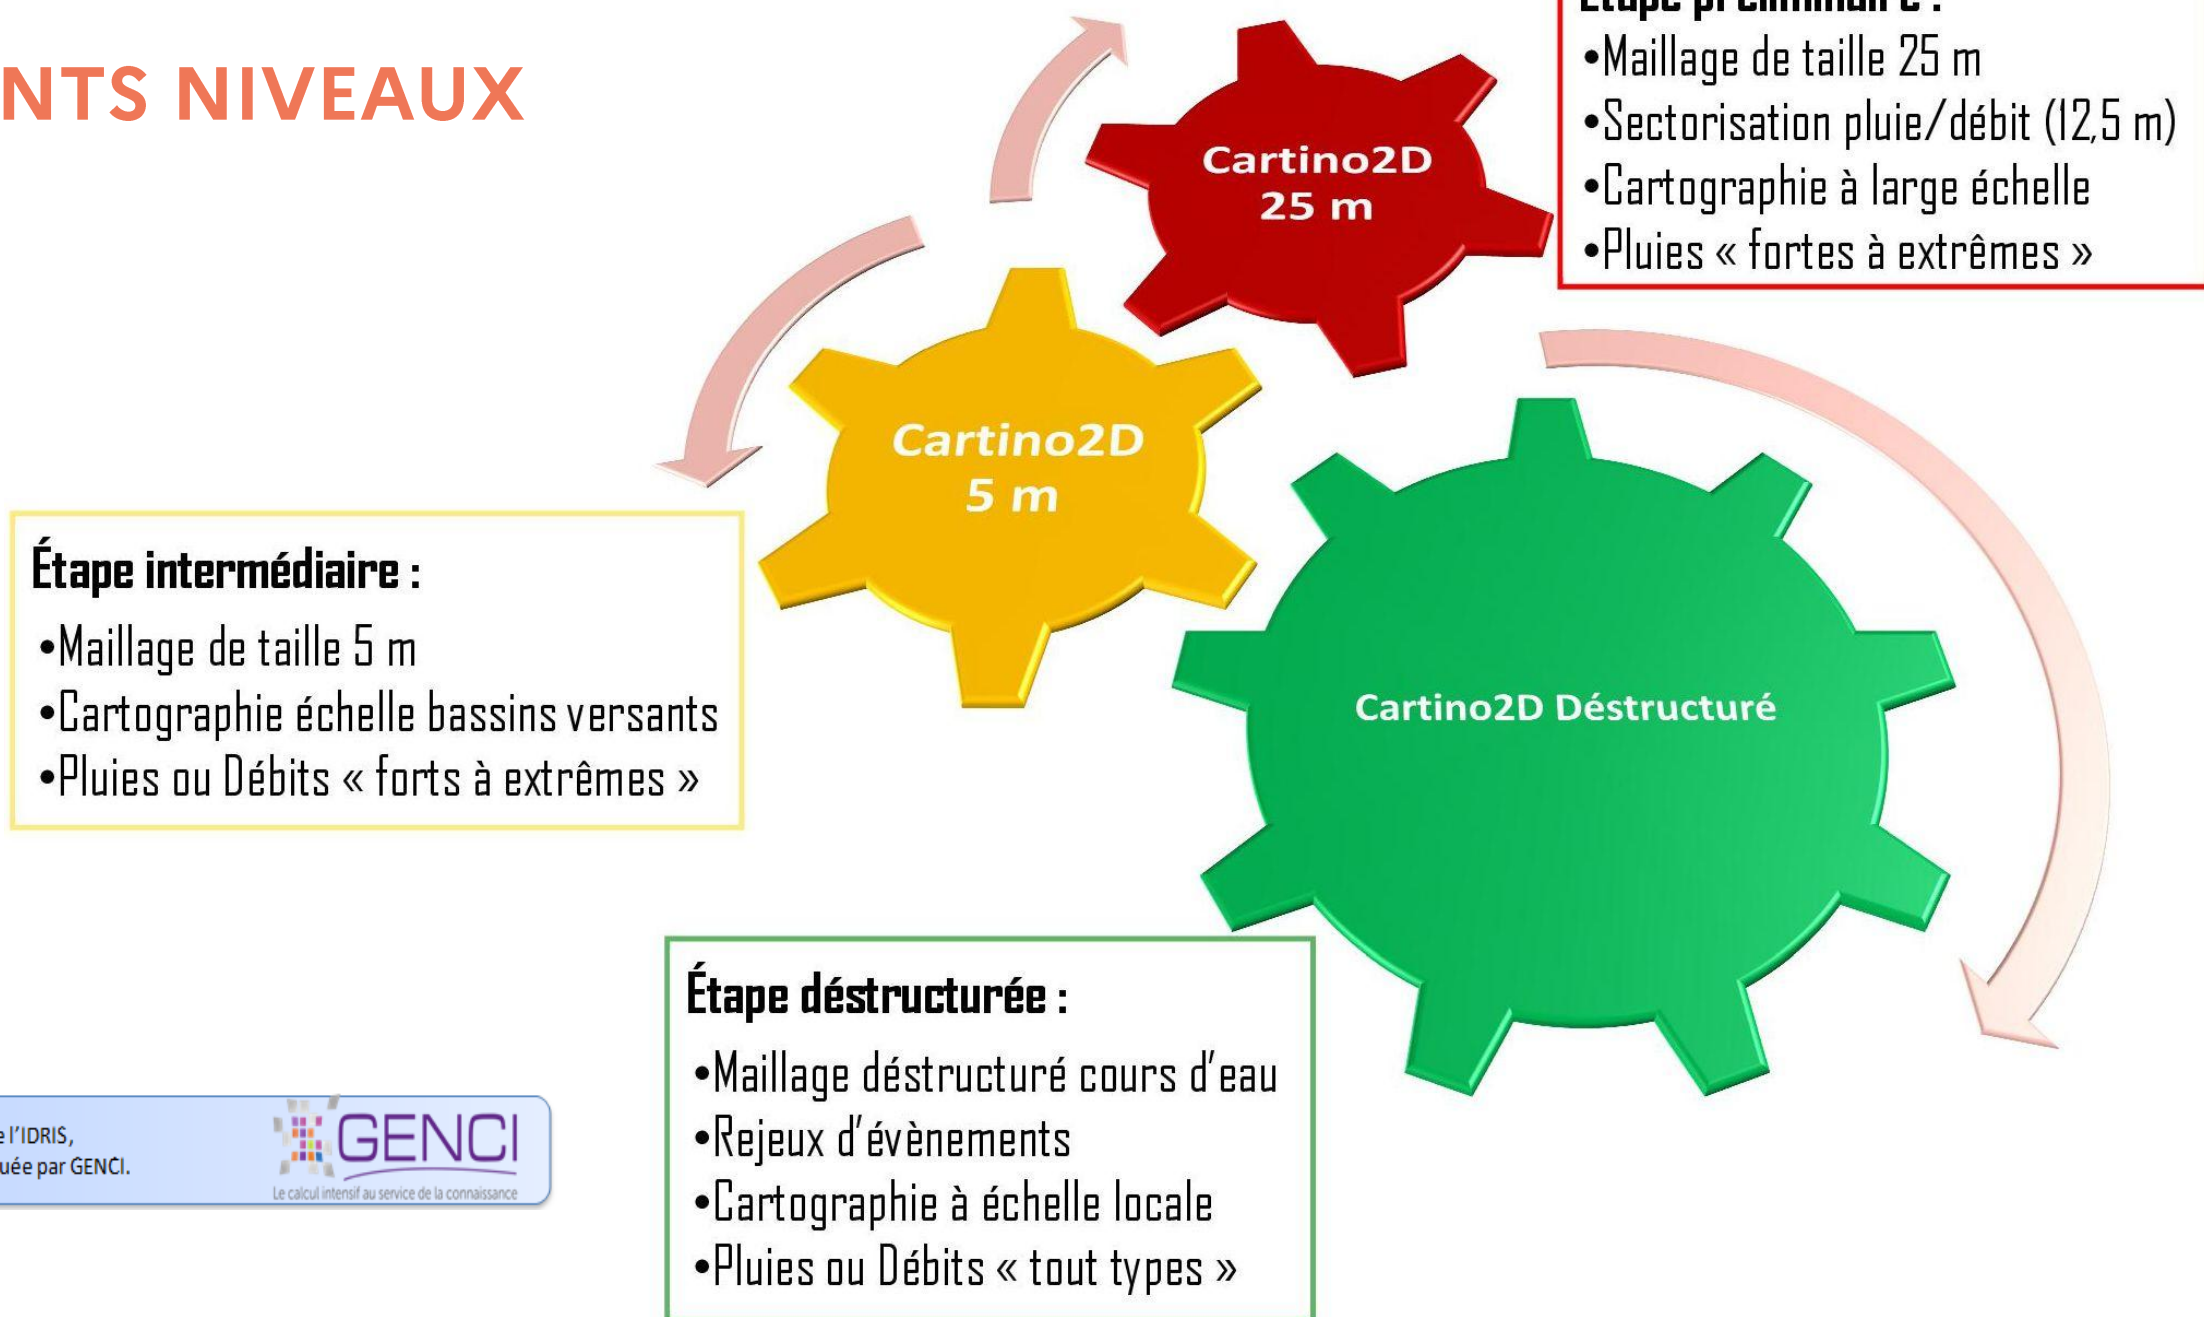 NTS NIVEAUX
Étape préliminaire :
•Maillage de taille 25 m
•Sectorisation pluie/débit (12,5 m)
•Cartographie à large échelle
•Pluies « fortes à extrêmes »
Cartino2D
25 m
Cartino2D
5 m
Étape intermédiaire :
•Maillage de taille 5 m
•Cartographie échelle bassins versants
•Pluies ou Débits « forts à extrêmes »
Cartino2D Déstructuré
Étape déstructurée :
•Maillage déstructuré cours d'eau
•Rejeux d'évènements
•Cartographie à échelle locale
•Pluies ou Débits « tout types »
e l'IDRIS,
uée par GENCI.
GENCI
Le calcul intensif au service de la connaissance